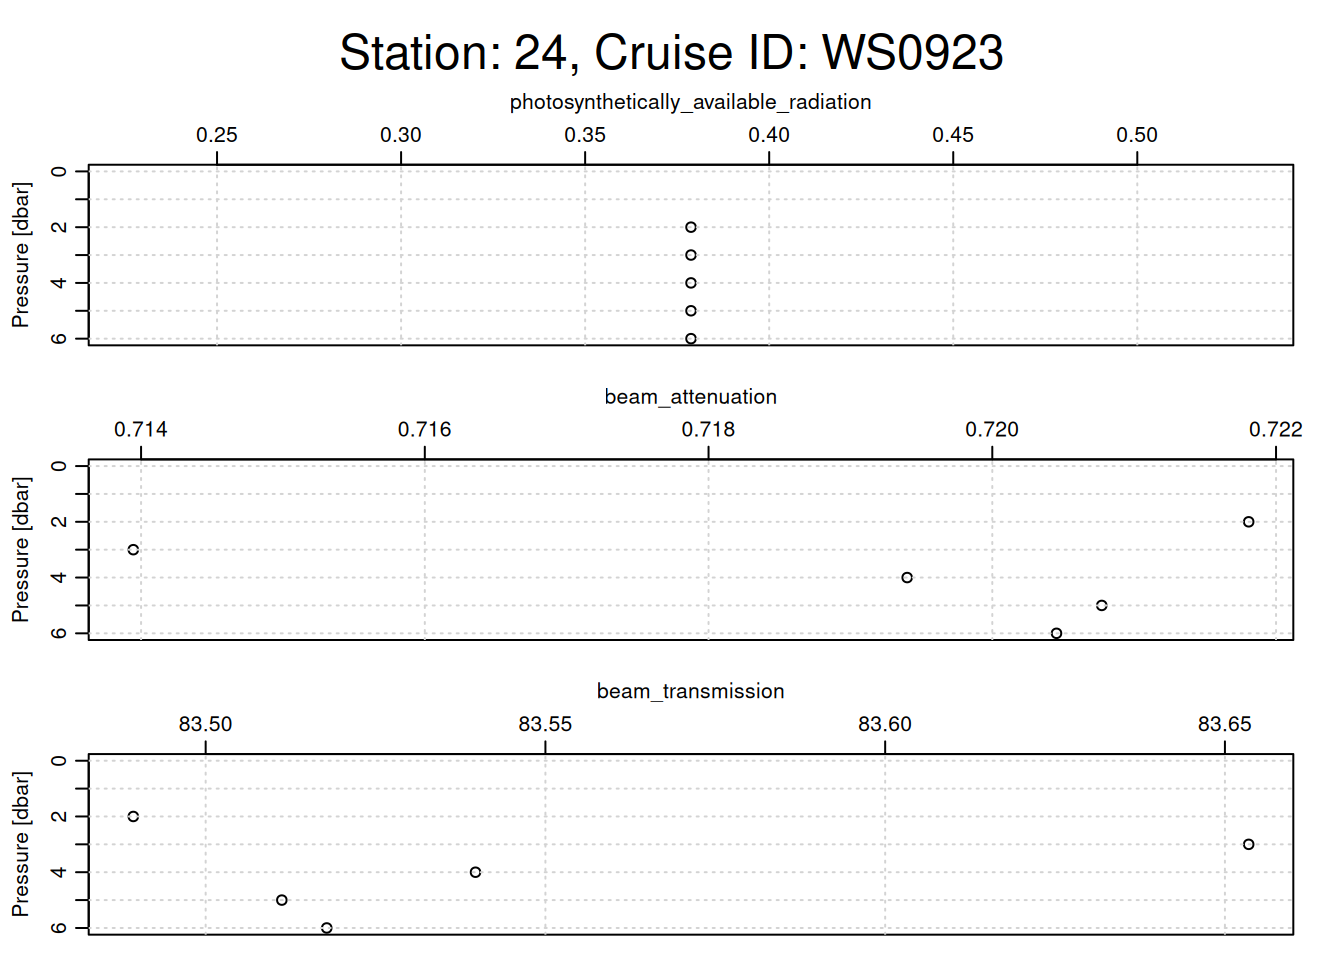 Station: 24, Cruise ID: WS0923
photosynthetically_available_radiation
0.25 0.30 0.35 0.40 0.45 0.50
Pressure [dbar]
0
2
4
6
beam_attenuation
0.714 0.716 0.718 0.720 0.722
Pressure [dbar]
0
2
4
6
beam_transmission
83.50 83.55 83.60 83.65
Pressure [dbar]
0
2
4
6